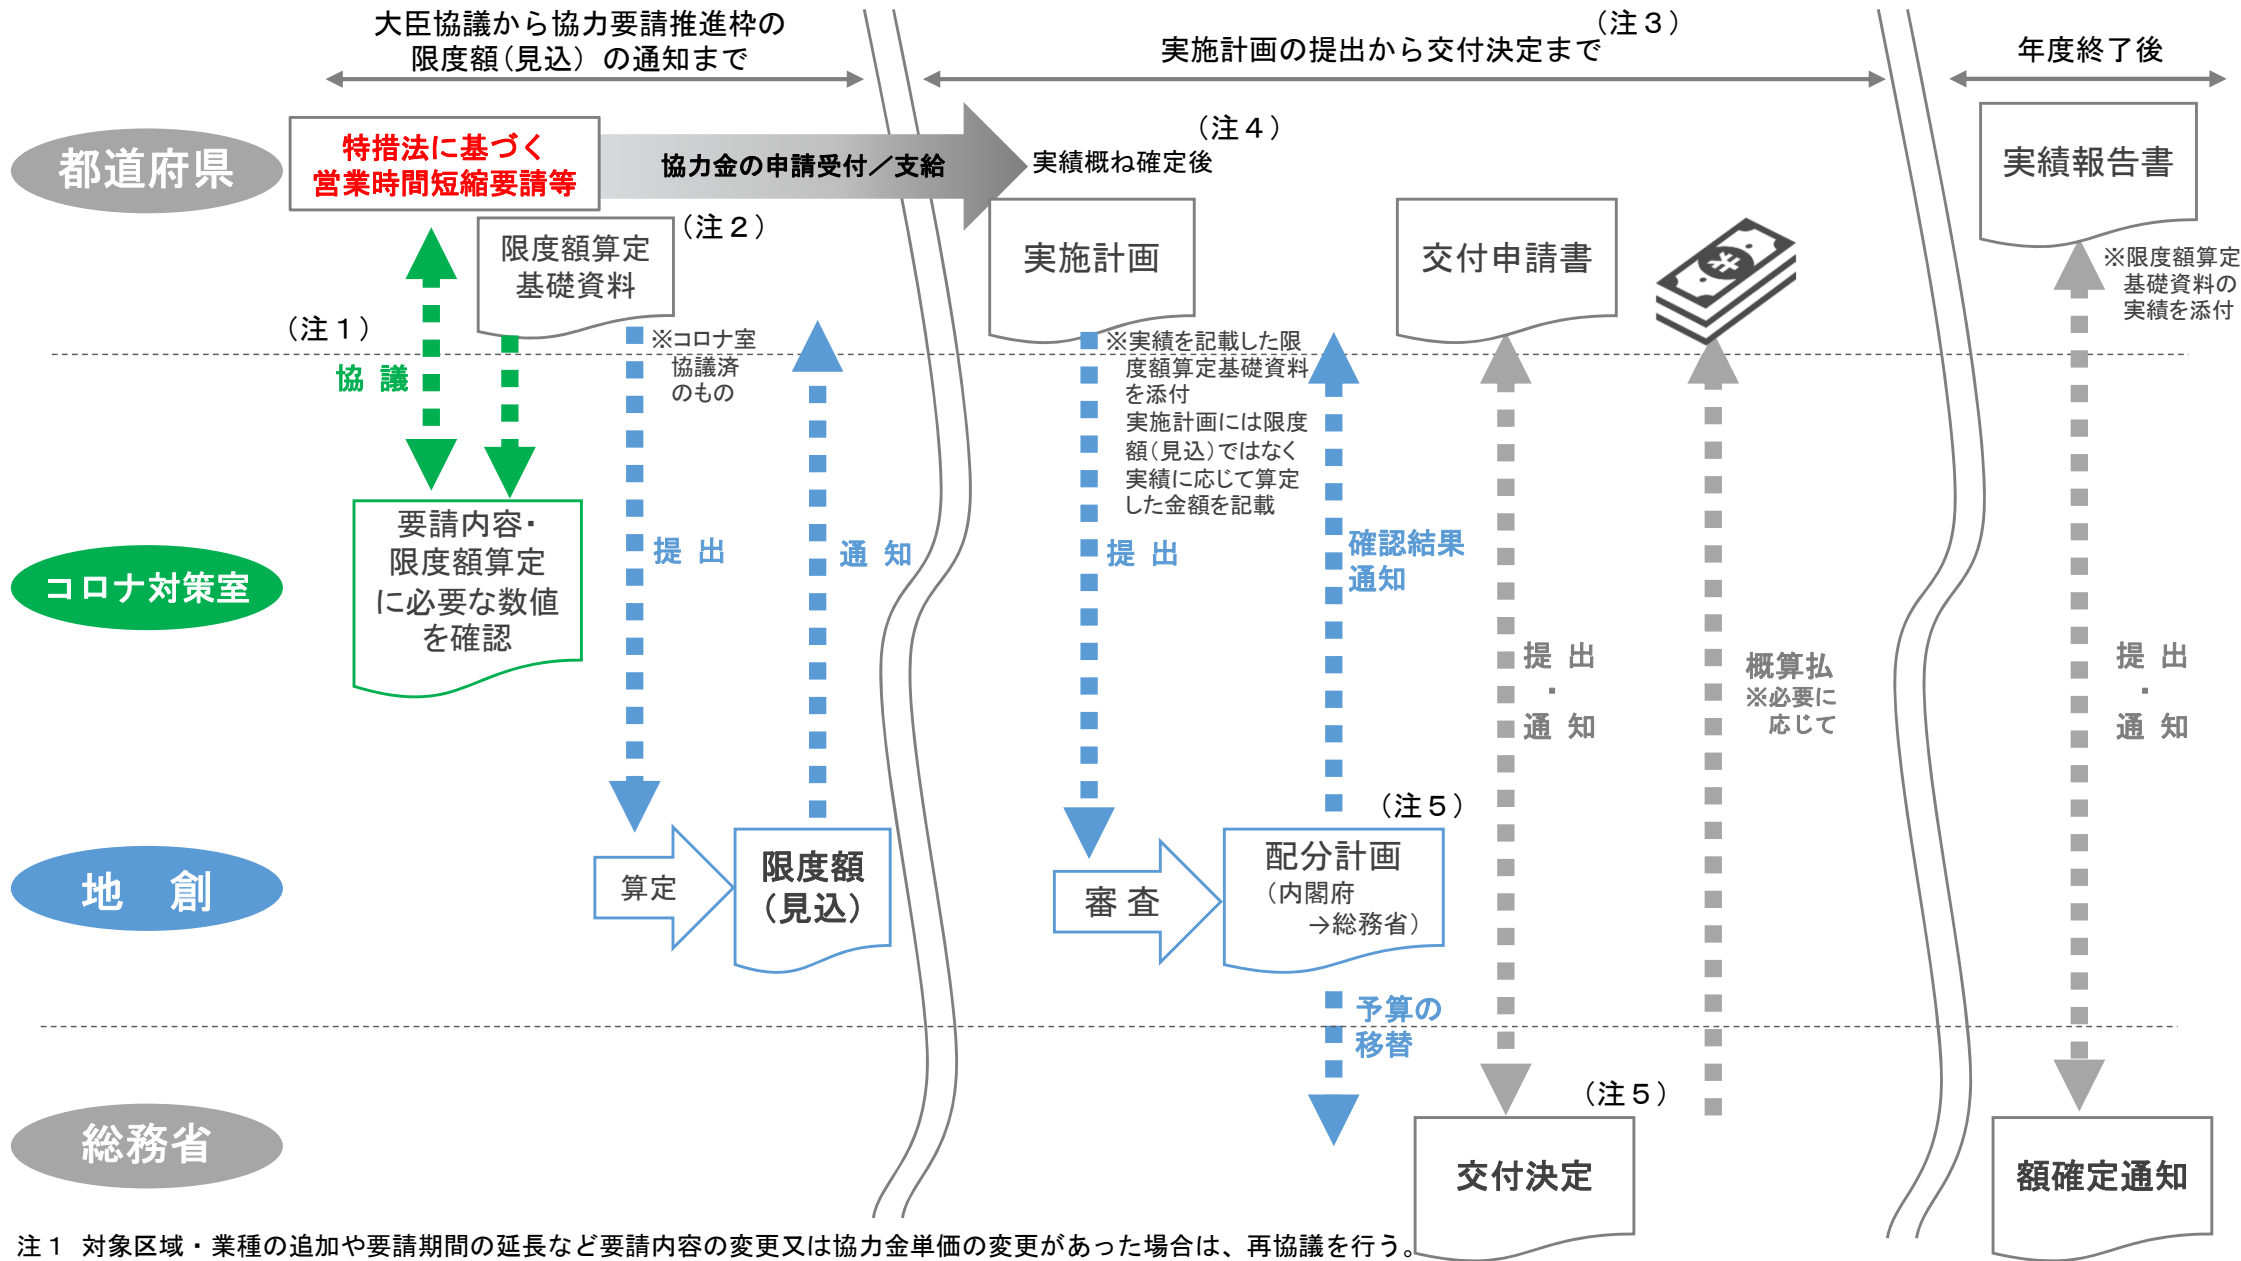 大臣協議から協力要請推進枠の
限度額(見込) の通知まで
実施計画の提出から交付決定まで
(注３)
年度終了後
都道府県
特措法に基づく
営業時間短縮要請等
協力金の申請受付／支給
(注４)
実績概ね確定後
実績報告書
※限度額算定
基礎資料の
実績を添付
限度額算定
基礎資料
(注２)
実施計画
交付申請書
(注１)
協 議
※コロナ室
協議済
のもの
※実績を記載した限
度額算定基礎資料
を添付
実施計画には限度
額(見込)ではなく
実績に応じて算定
した金額を記載
コロナ対策室
要請内容・
限度額算定
に必要な数値
を確認
提 出
通 知
提 出
確認結果
通知
提 出
・
通 知
概算払
※必要に
応じて
提 出
・
通 知
地 創
算定
限度額
(見込)
審 査
(注５)
配分計画
(内閣府
→総務省)
予算の
移替
総務省
(注５)
交付決定
額確定通知
注１ 対象区域・業種の追加や要請期間の延長など要請内容の変更又は協力金単価の変更があった場合は、再協議を行う。